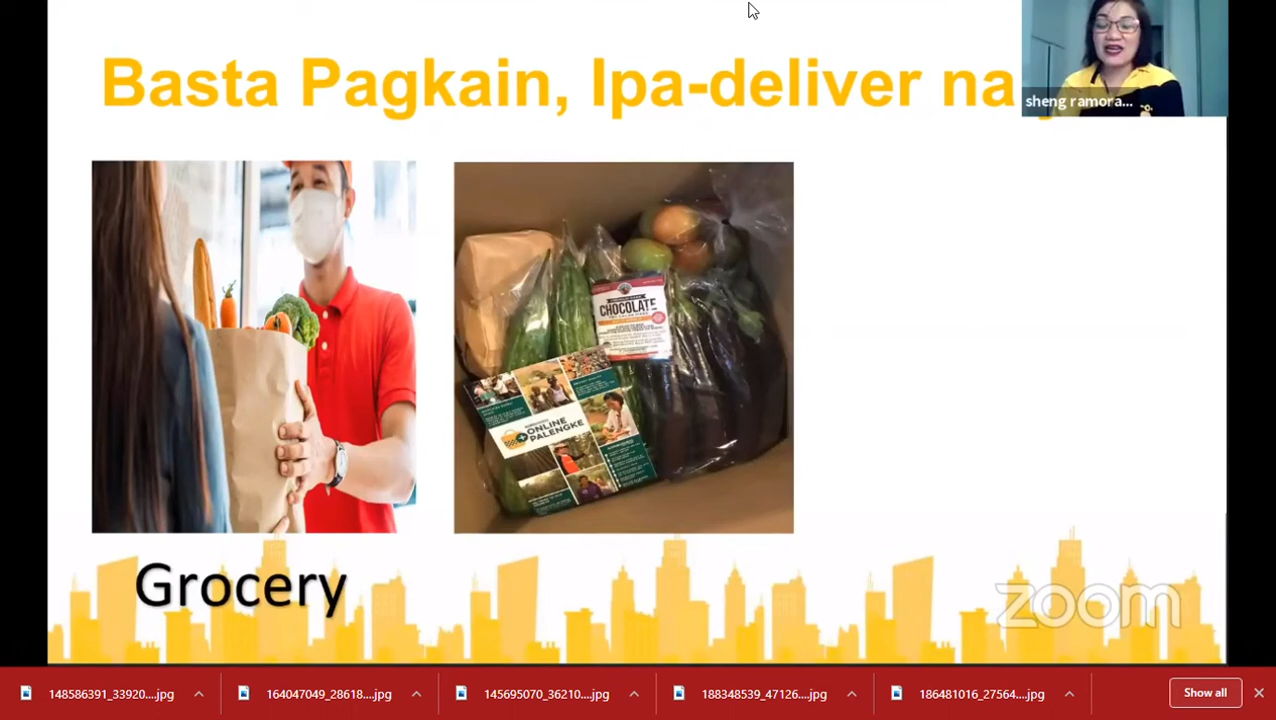 Basta Pagkain, Ipa-deliver na
sheng ramora...
CHOCOLATE
ONLINE
PALENGKE
Grocery
zoom
148586391_33920....jpg
164047049_28618....jpg
145695070_36210....jpg
188348539_47126....jpg
186481016_27564....jpg
Show all